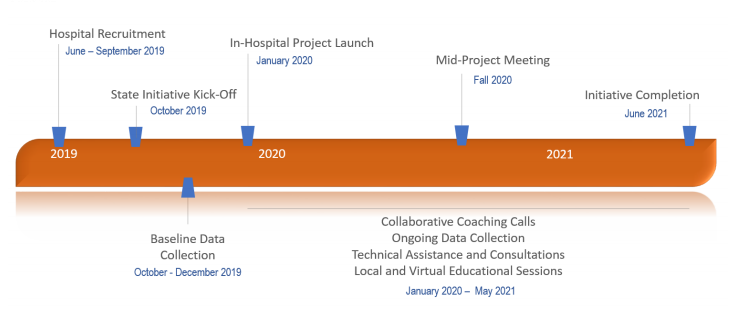 Hospital Recruitment
June – September 2019
In-Hospital Project Launch
January 2020
Mid-Project Meeting
Fall 2020
State Initiative Kick-Off
October 2019
Initiative Completion
June 2021
2019
2020
2021
Baseline Data
Collection
October - December 2019
Collaborative Coaching Calls
Ongoing Data Collection
Technical Assistance and Consultations
Local and Virtual Educational Sessions
January 2020 – May 2021